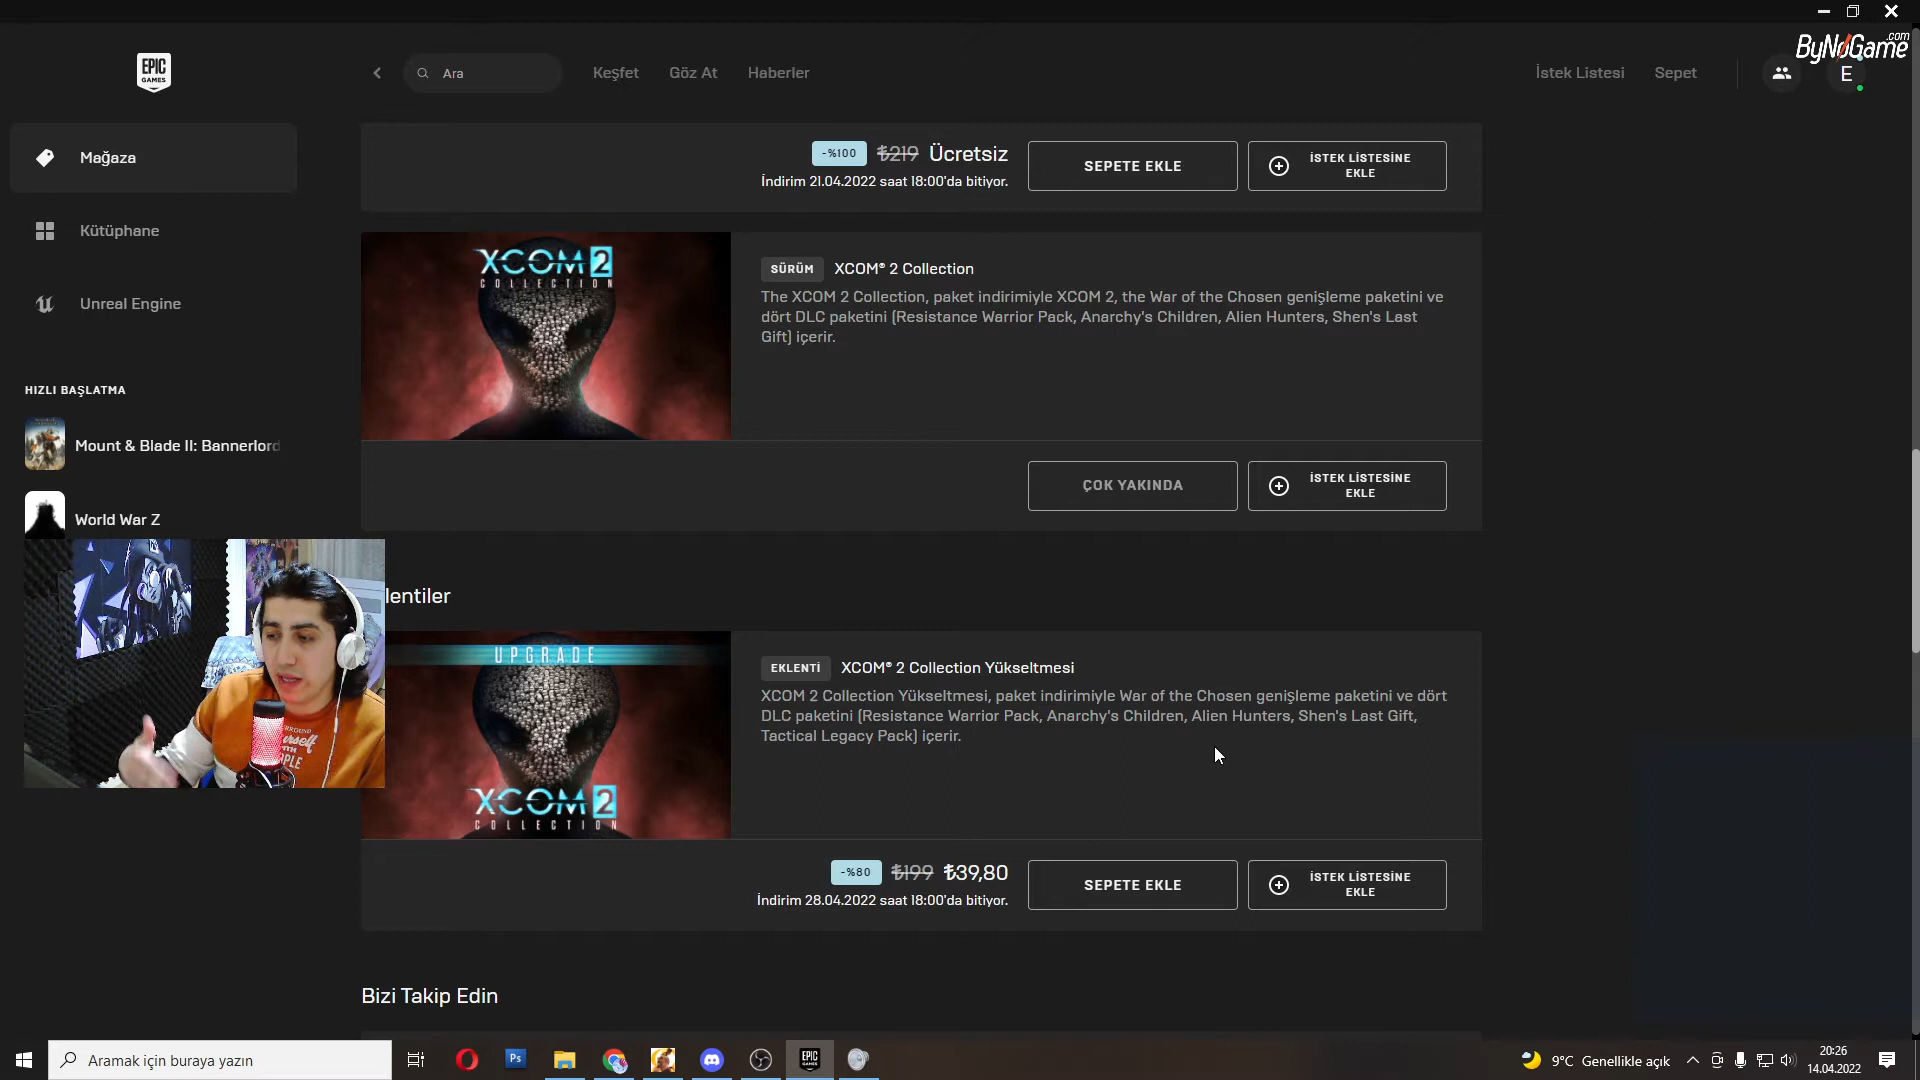 ByNoGame.com
EPIC
GAMES
Ara
Keşfet
Göz At
Haberler
İstek Listesi
Sepet
E
Mağaza
Kütüphane
Unreal Engine
HIZLI BAŞLATMA
Mount & Blade II: Bannerlord
World War Z
-%100 ₺219 Ücretsiz
İndirim 21.04.2022 saat 18:00'da bitiyor.
SEPETE EKLE
İSTEK LİSTESİNE
EKLE
XCOM 2
COLLECTION
SÜRÜM XCOM® 2 Collection
The XCOM 2 Collection, paket indirimiyle XCOM 2, the War of the Chosen genişleme paketini ve
dört DLC paketini (Resistance Warrior Pack, Anarchy's Children, Alien Hunters, Shen's Last
Gift) içerir.
ÇOK YAKINDA
İSTEK LİSTESİNE
EKLE
lentiler
UPGRADE
XCOM 2
COLLECTION
EKLENTİ XCOM® 2 Collection Yükseltmesi
XCOM 2 Collection Yükseltmesi, paket indirimiyle War of the Chosen genişleme paketini ve dört
DLC paketini (Resistance Warrior Pack, Anarchy's Children, Alien Hunters, Shen's Last Gift,
Tactical Legacy Pack) içerir.
-%80 ₺199 ₺39,80
İndirim 28.04.2022 saat 18:00'da bitiyor.
SEPETE EKLE
İSTEK LİSTESİNE
EKLE
Bizi Takip Edin
Aramak için buraya yazın
Ps
EPIC
GAMES
9°C Genellikle açık
20:26
14.04.2022